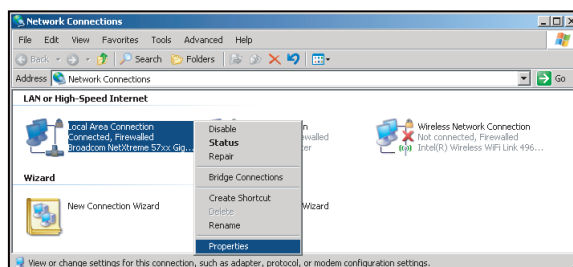 Network Connections
File Edit View Favorites Tools Advanced Help
Back Search Folders
Address Network Connections Go
LAN or High-Speed Internet
Local Area Connection
Connected, Firewalled
Broadcom NetXtreme 57xx Gig...
Disable
Status
Repair
Bridge Connections
Create Shortcut
Delete
Rename
Properties
Wireless Network Connection
Not connected, Firewalled
Intel(R) Wireless WiFi Link 496...
Wizard
New Connection Wizard
Wizard
View or change settings for this connection, such as adapter, protocol, or modem configuration settings.